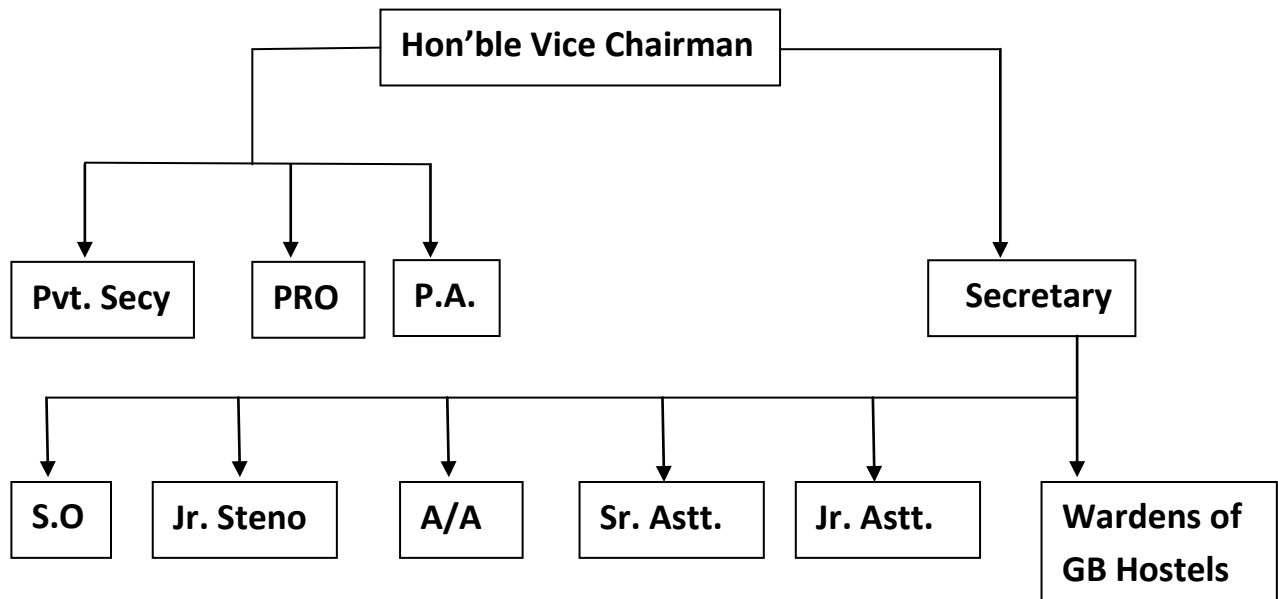 Hon’ble Vice Chairman
Pvt. Secy
PRO
P.A.
Secretary
S.O
Jr. Steno
A/A
Sr. Astt.
Jr. Astt.
Wardens of
GB Hostels